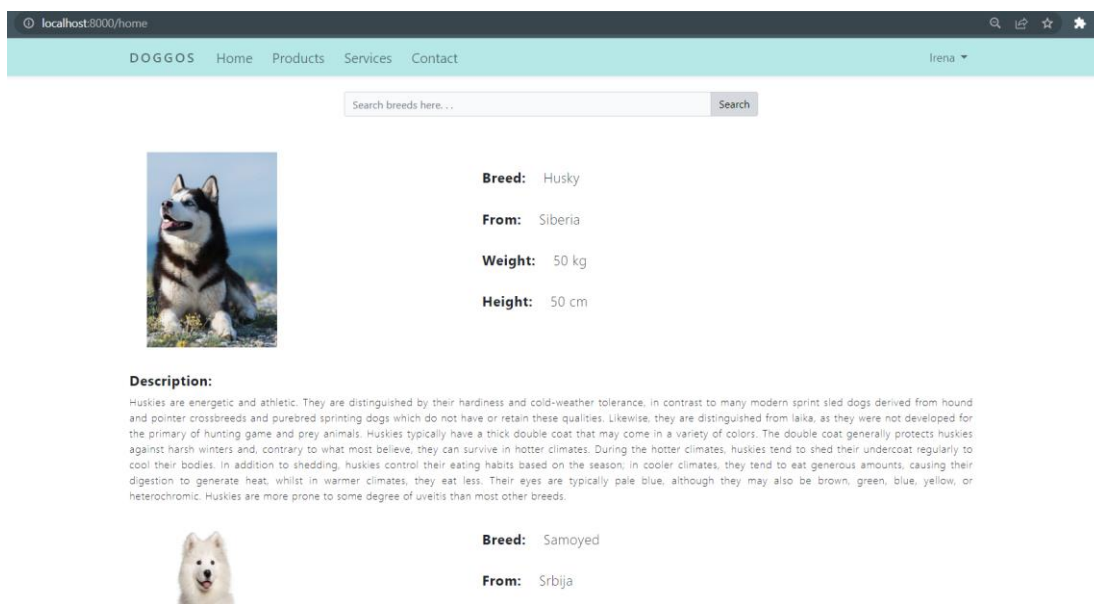 localhost:8000/home
DOGGOS Home Products Services Contact Irena
Search breeds here. . . Search
Breed: Husky
From: Siberia
Weight: 50 kg
Height: 50 cm
Description:
Huskies are energetic and athletic. They are distinguished by their hardiness and cold-weather tolerance, in contrast to many modern sprint sled dogs derived from hound
and pointer crossbreeds and purebred sprinting dogs which do not have or retain these qualities. Likewise, they are distinguished from laika, as they were not developed for
the primary of hunting game and prey animals. Huskies typically have a thick double coat that may come in a variety of colors. The double coat generally protects huskies
against harsh winters and, contrary to what most believe, they can survive in hotter climates. During the hotter climates, huskies tend to shed their undercoat regularly to
cool their bodies. In addition to shedding, huskies control their eating habits based on the season; in cooler climates, they tend to eat generous amounts, causing their
digestion to generate heat, whilst in warmer climates, they eat less. Their eyes are typically pale blue, although they may also be brown, green, blue, yellow, or
heterochromic. Huskies are more prone to some degree of uveitis than most other breeds.
Breed: Samoyed
From: Srbija